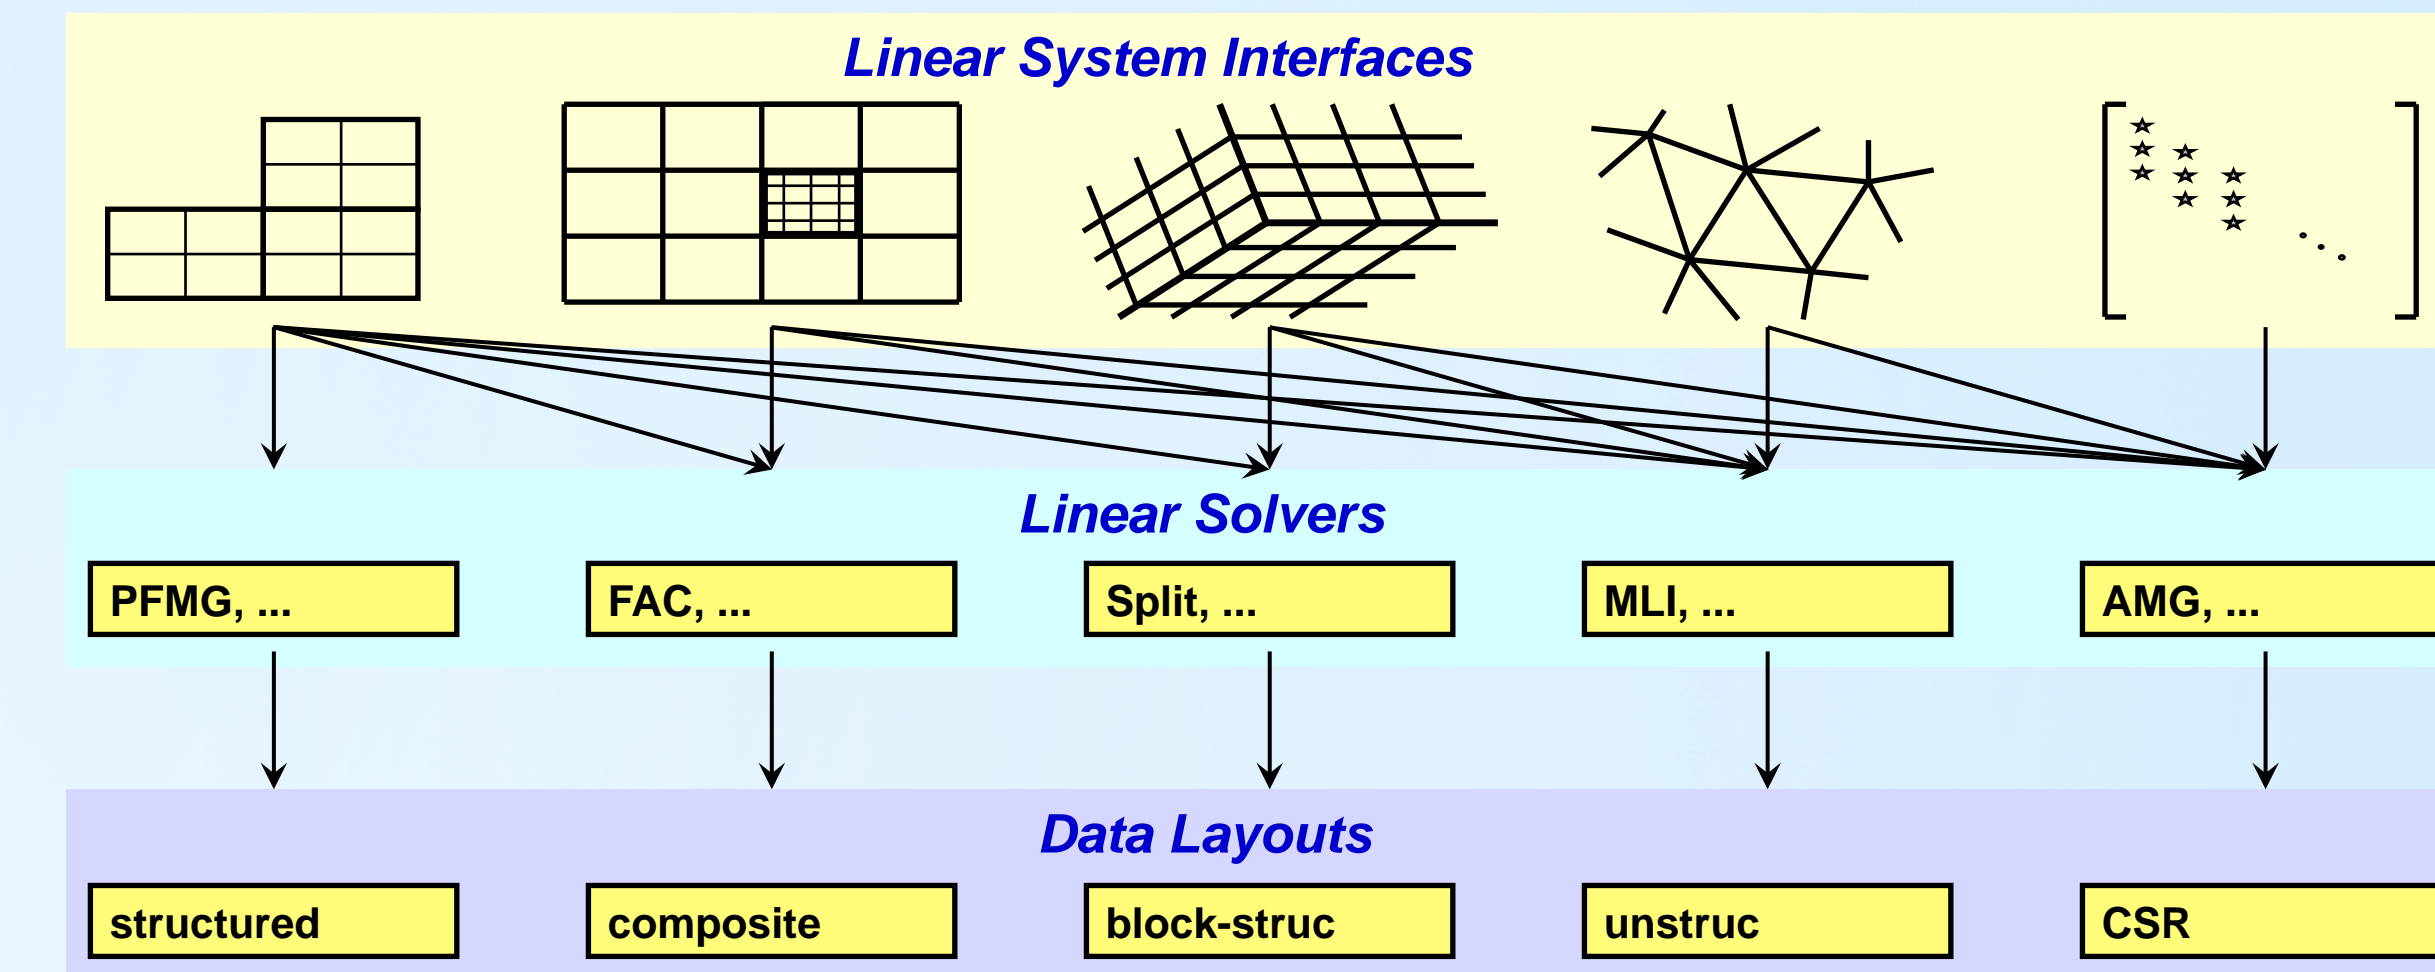 Linear System Interfaces
Linear Solvers
PFMG, ...
FAC, ...
Split, ...
MLI, ...
AMG, ...
Data Layouts
structured
composite
block-struc
unstruc
CSR